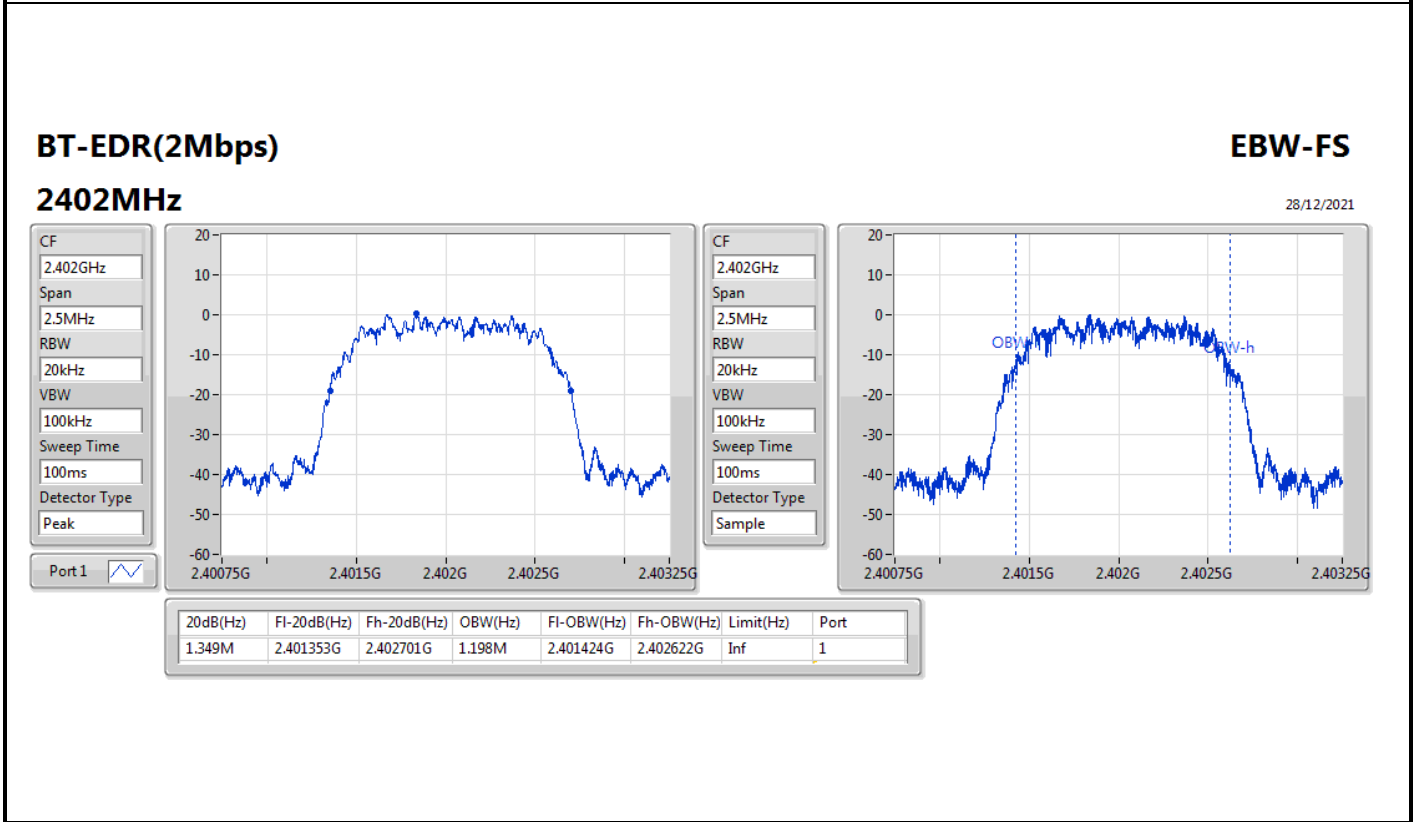 BT-EDR(2Mbps)
EBW-FS
2402MHz
28/12/2021
CF
2.402GHz
Span
2.5MHz
RBW
20kHz
VBW
100kHz
Sweep Time
100ms
Detector Type
Peak
Port 1
20
10
0
-10
-20
-30
-40
-50
-60
2.40075G 2.4015G 2.402G 2.4025G 2.40325G
CF
2.402GHz
Span
2.5MHz
RBW
20kHz
VBW
100kHz
Sweep Time
100ms
Detector Type
Sample
20
10
0
-10
-20
-30
-40
-50
-60
OBW
OBW-h
2.40075G 2.4015G 2.402G 2.4025G 2.40325G
20dB(Hz) Fl-20dB(Hz) Fh-20dB(Hz) OBW(Hz) Fl-OBW(Hz) Fh-OBW(Hz) Limit(Hz) Port
1.349M 2.401353G 2.402701G 1.198M 2.401424G 2.402622G Inf 1